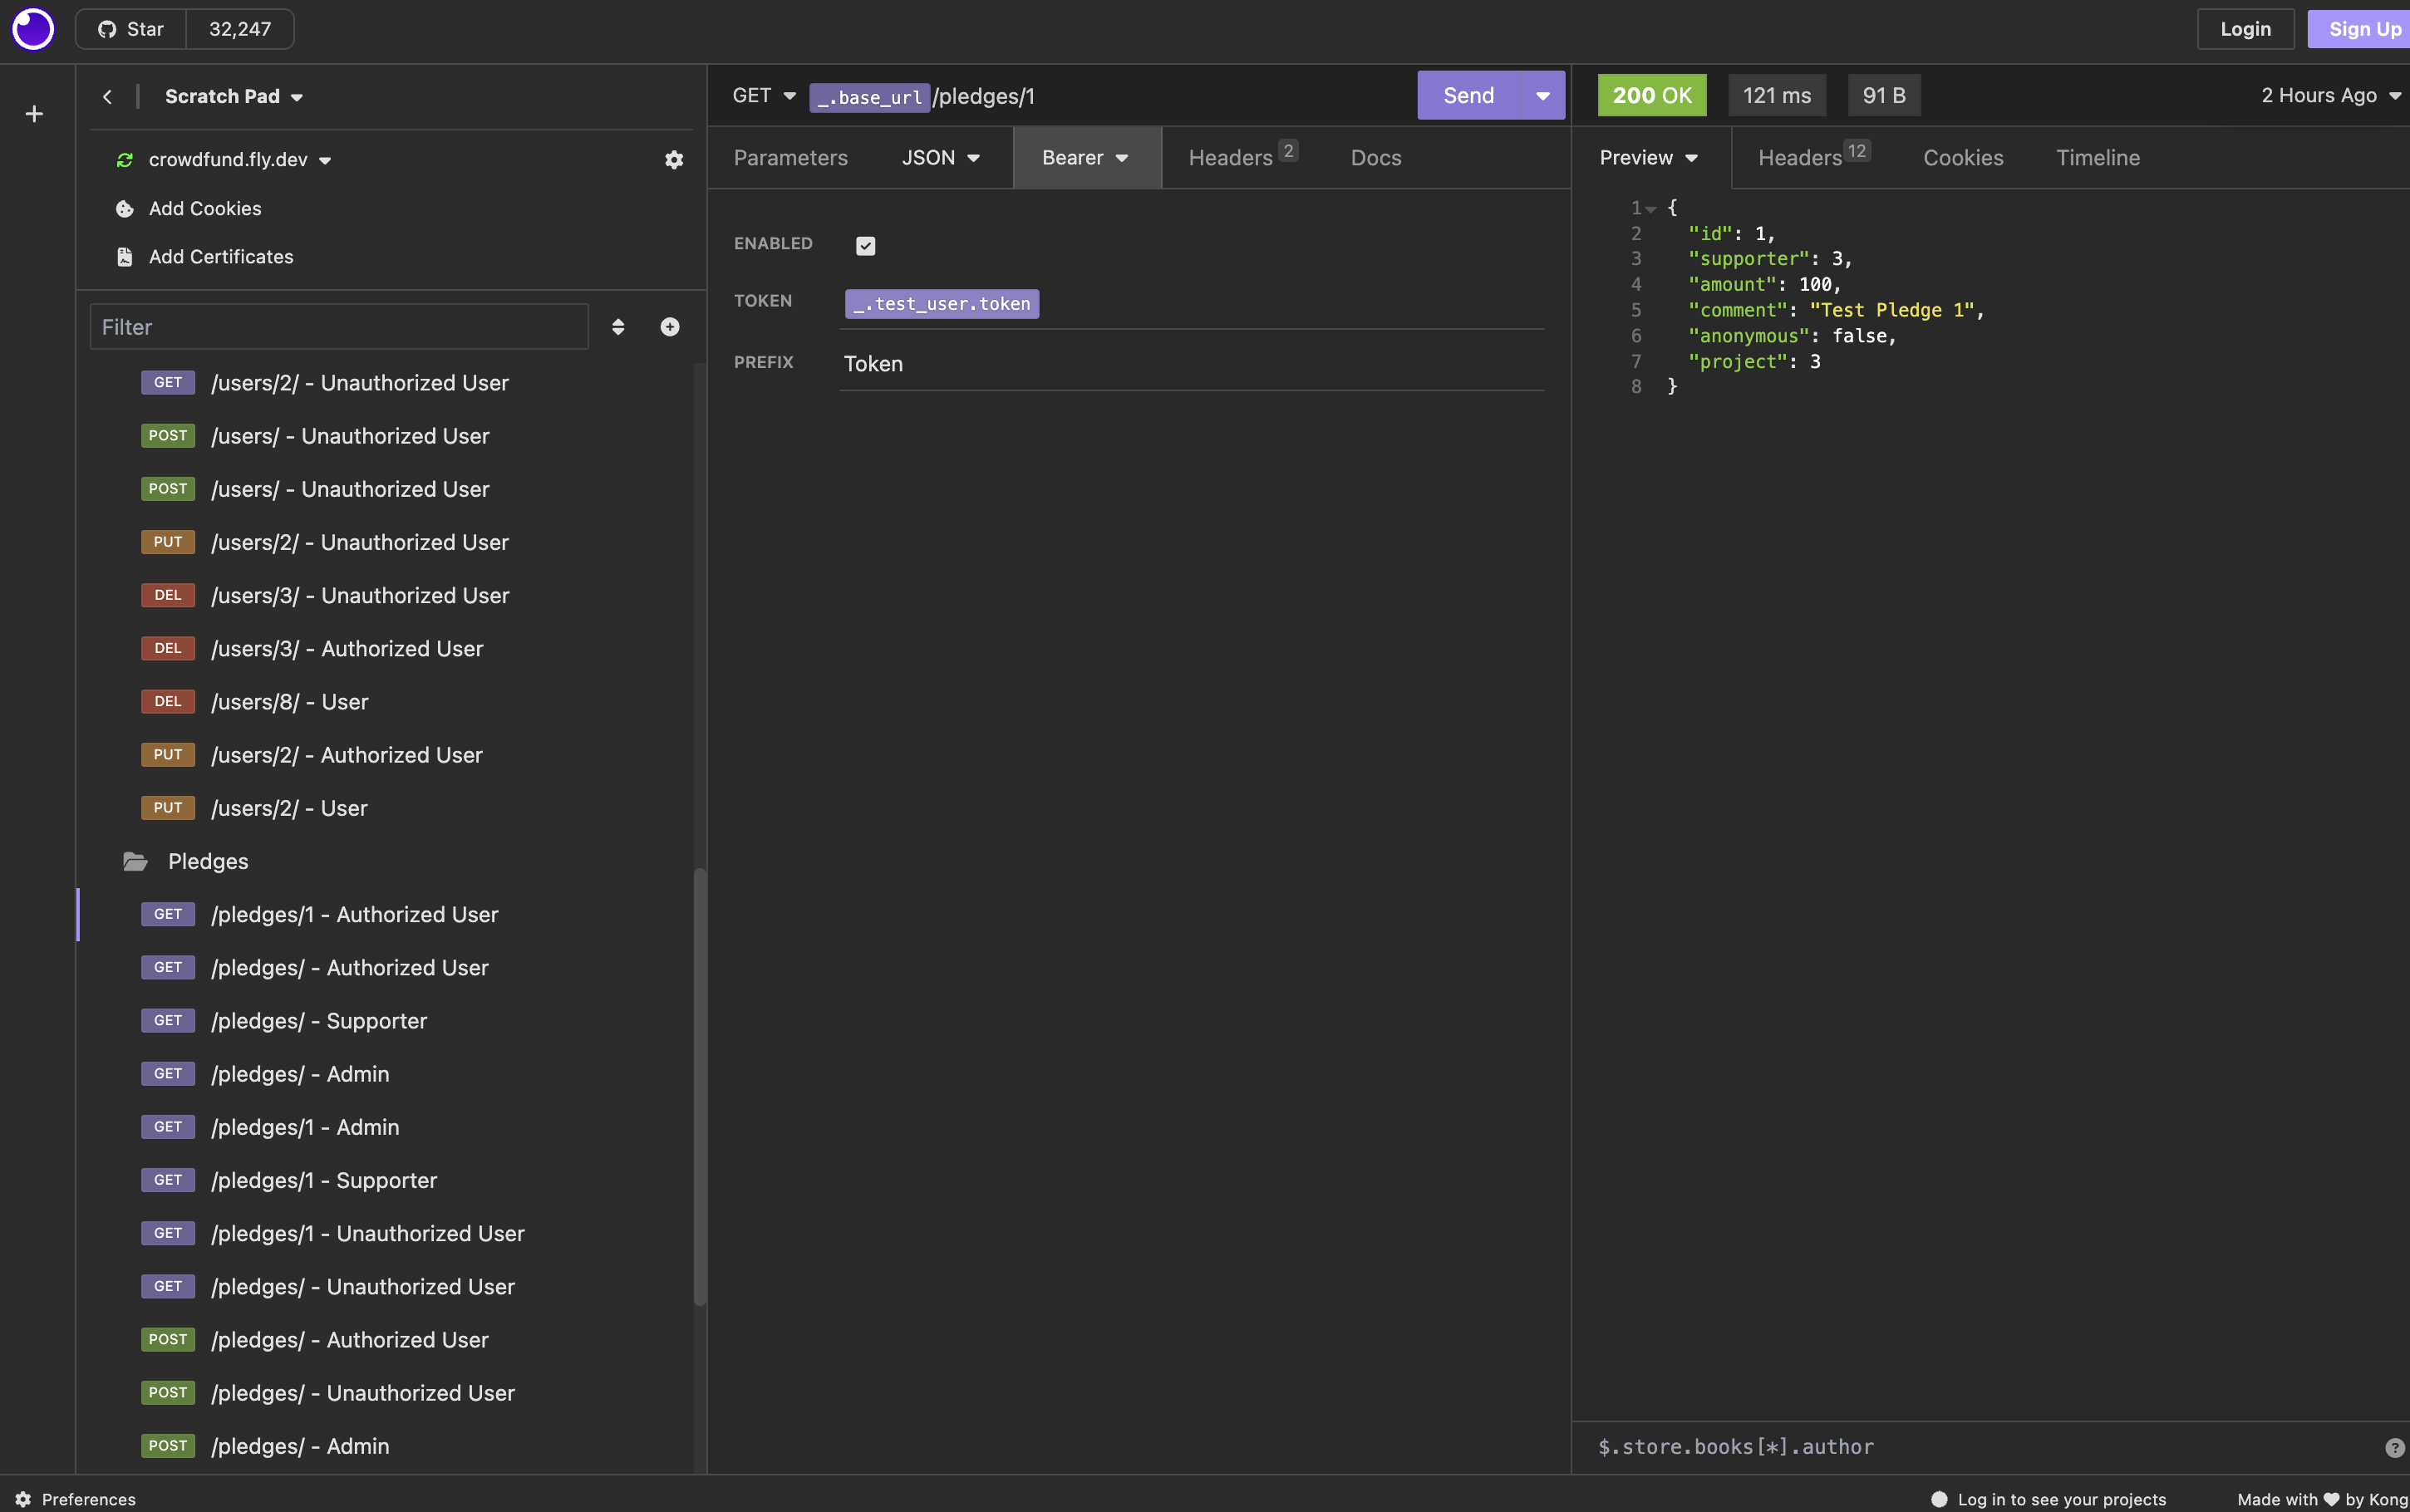 Star 32,247
Login Sign Up
Scratch Pad
crowdfund.fly.dev
Add Cookies
Add Certificates
Filter
GET /users/2/ - Unauthorized User
POST /users/ - Unauthorized User
POST /users/ - Unauthorized User
PUT /users/2/ - Unauthorized User
DEL /users/3/ - Unauthorized User
DEL /users/3/ - Authorized User
DEL /users/8/ - User
PUT /users/2/ - Authorized User
PUT /users/2/ - User
Pledges
GET /pledges/1 - Authorized User
GET /pledges/ - Authorized User
GET /pledges/ - Supporter
GET /pledges/ - Admin
GET /pledges/1 - Admin
GET /pledges/1 - Supporter
GET /pledges/1 - Unauthorized User
GET /pledges/ - Unauthorized User
POST /pledges/ - Authorized User
POST /pledges/ - Unauthorized User
POST /pledges/ - Admin
GET _.base_url/pledges/1 Send
Parameters JSON Bearer Headers 2 Docs
ENABLED
TOKEN _.test_user.token
PREFIX Token
200 OK 121 ms 91 B 2 Hours Ago
Preview Headers 12 Cookies Timeline
1 {
2 "id": 1,
3 "supporter": 3,
4 "amount": 100,
5 "comment": "Test Pledge 1",
6 "anonymous": false,
7 "project": 3
8 }
$.store.books[*].author ?
Preferences
Log in to see your projects Made with ♥ by Kong